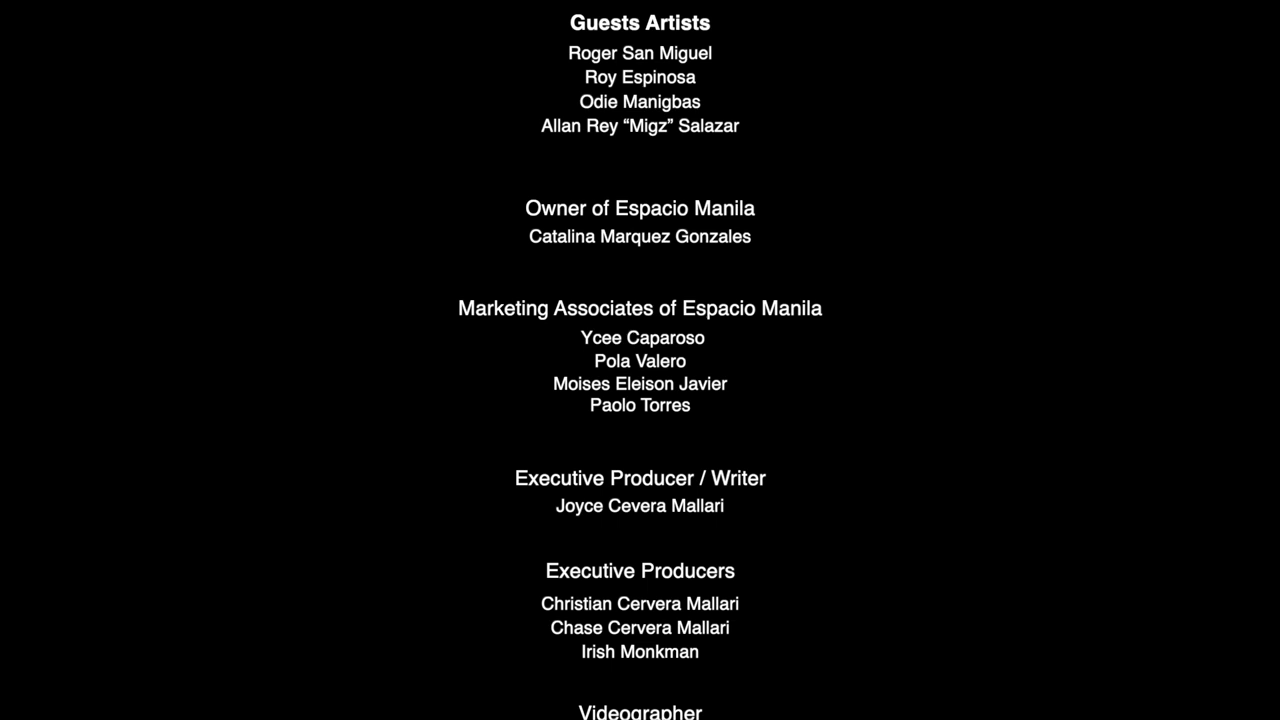 Guests Artists
Roger San Miguel
Roy Espinosa
Odie Manigbas
Allan Rey “Migz” Salazar
Owner of Espacio Manila
Catalina Marquez Gonzales
Marketing Associates of Espacio Manila
Ycee Caparoso
Pola Valero
Moises Eleison Javier
Paolo Torres
Executive Producer / Writer
Joyce Cevera Mallari
Executive Producers
Christian Cervera Mallari
Chase Cervera Mallari
Irish Monkman
Videographer